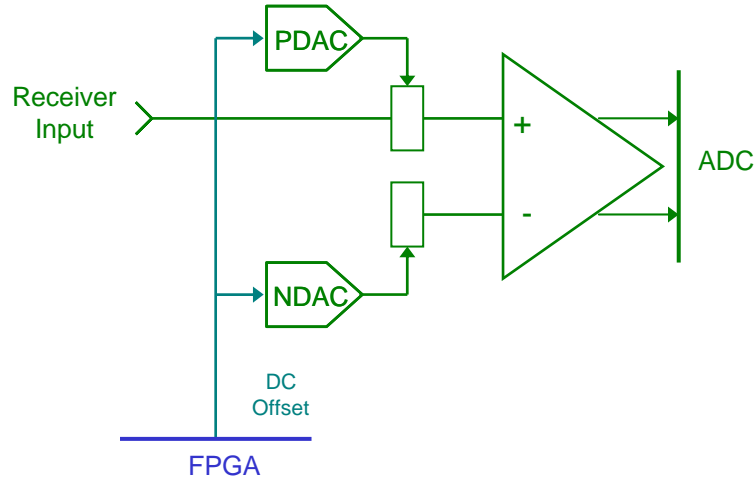 PDAC
Receiver
Input
+
ADC
-
NDAC
DC
Offset
FPGA